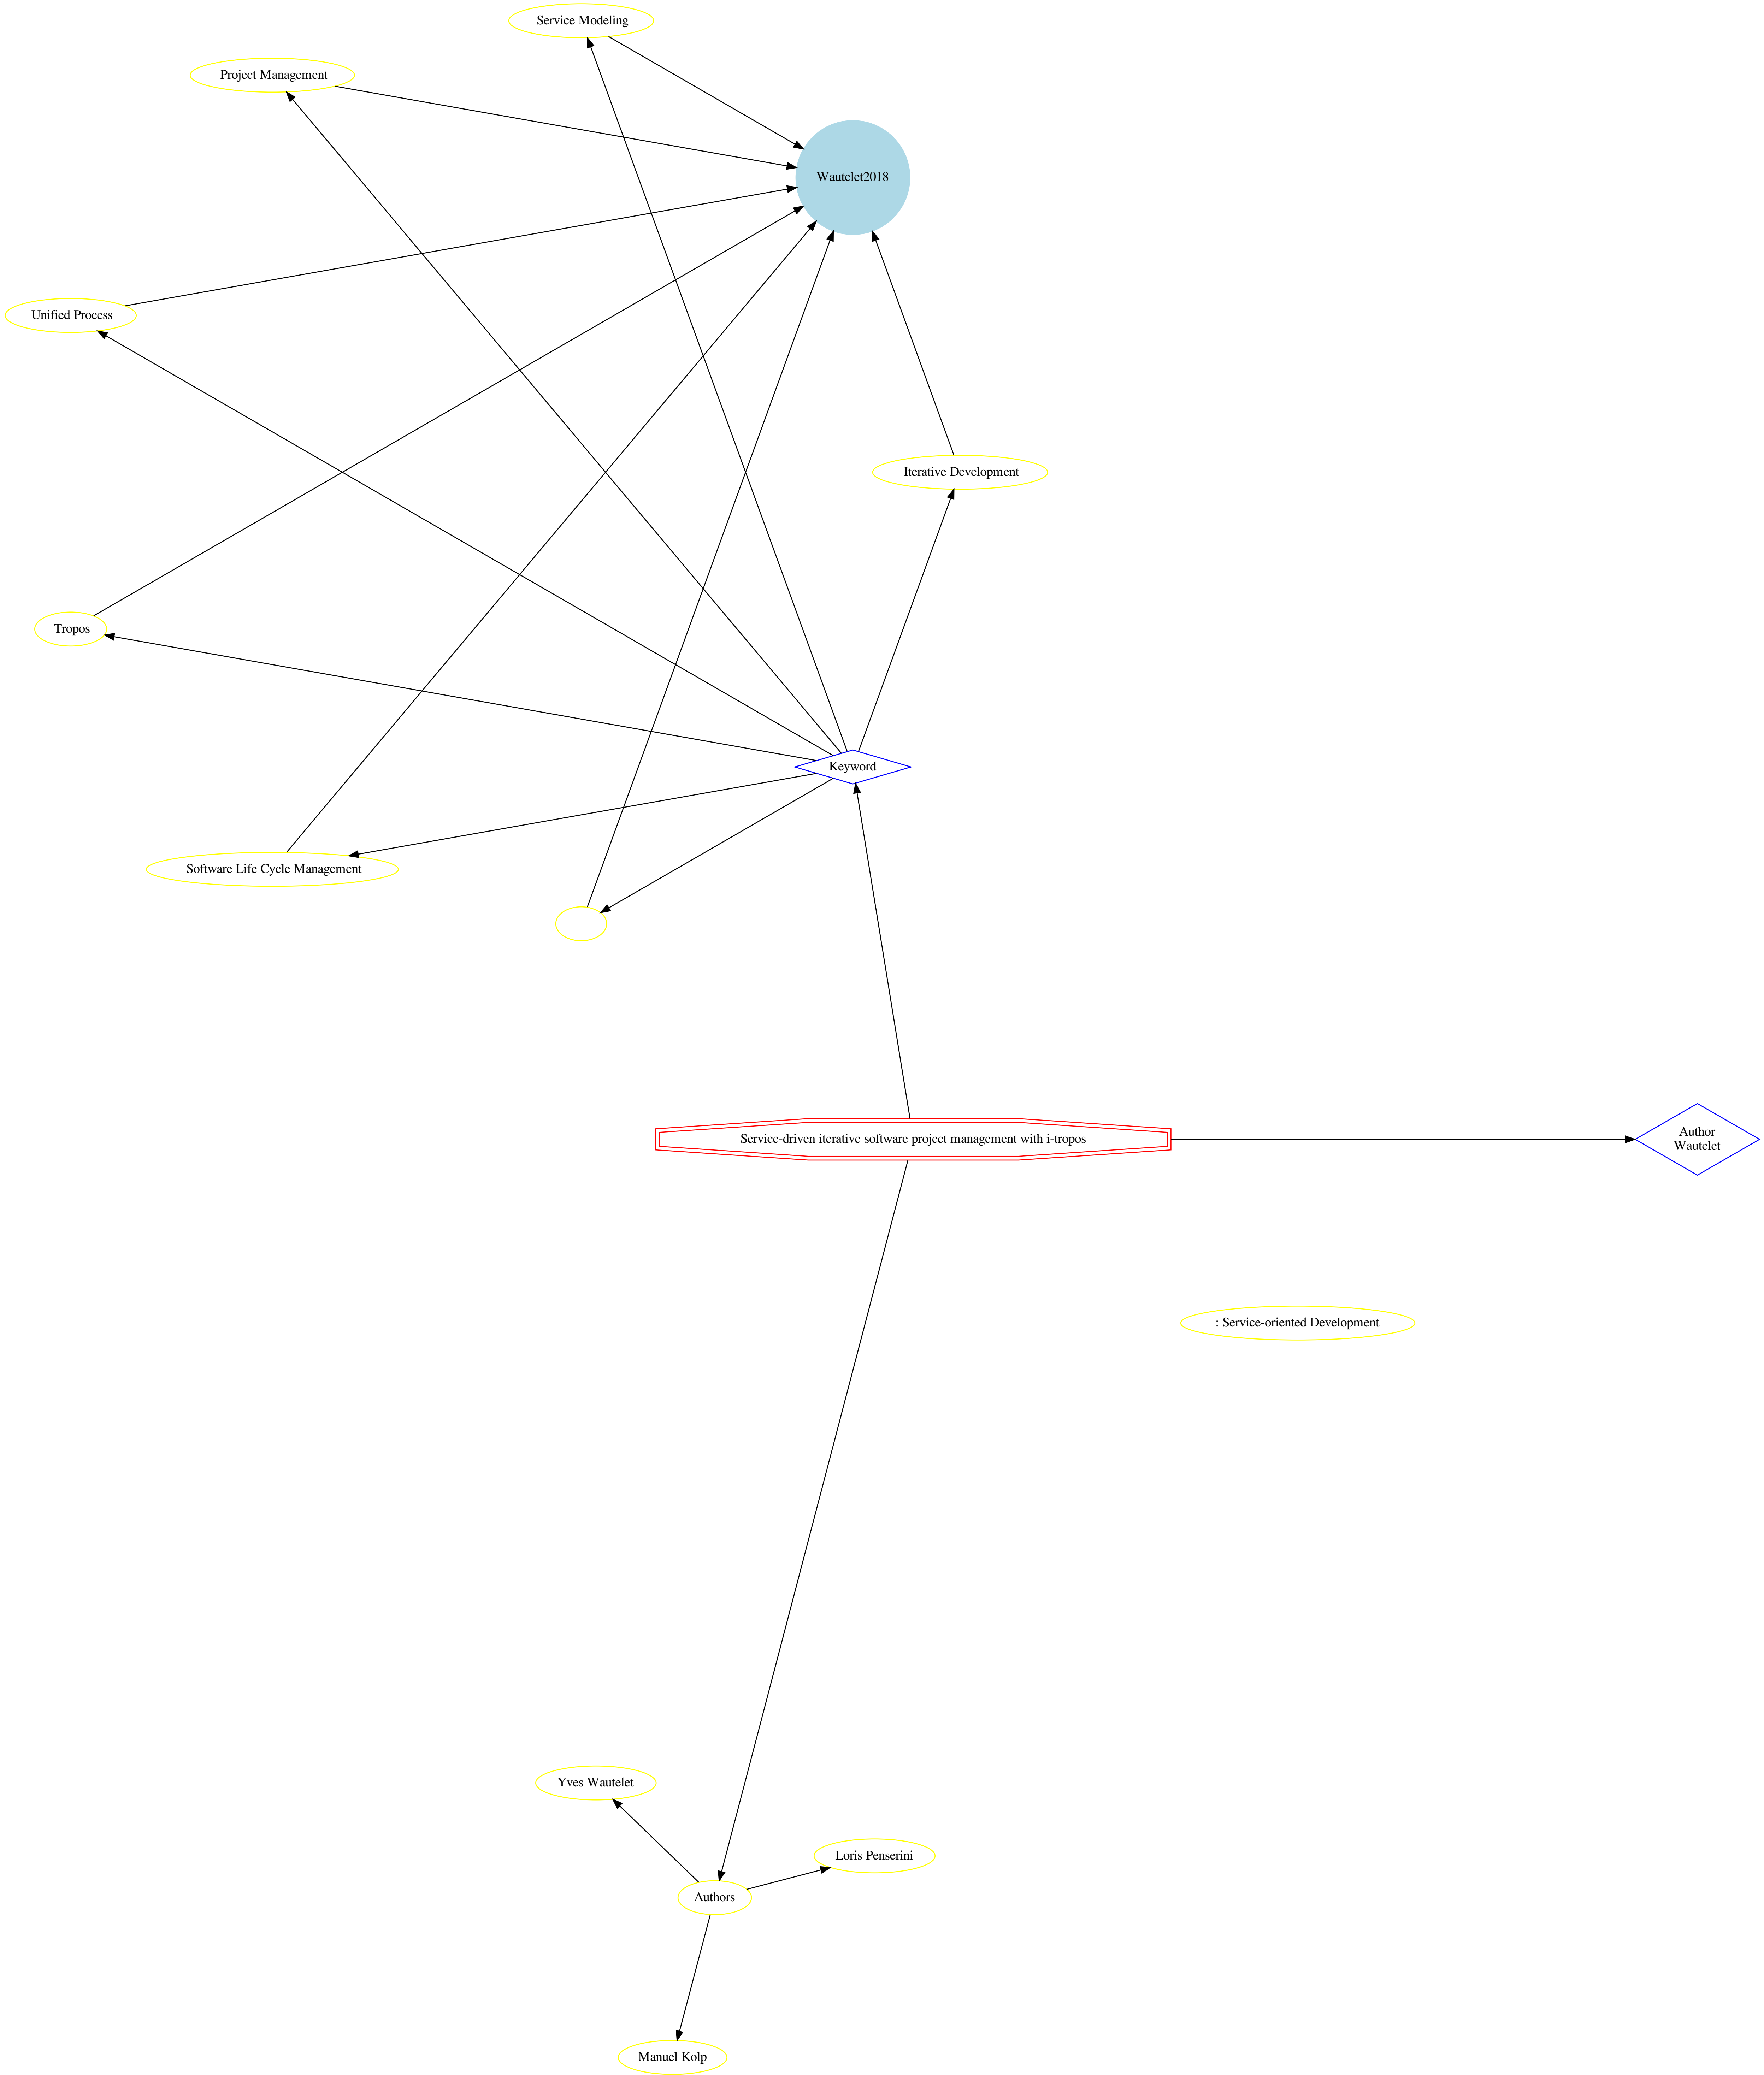 Service Modeling
Project Management
Wautelet2018
Unified Process
Iterative Development
Tropos
Keyword
Software Life Cycle Management
Service-driven iterative software project management with i-tropos
Author
Wautelet
: Service-oriented Development
Yves Wautelet
Loris Penserini
Authors
Manuel Kolp